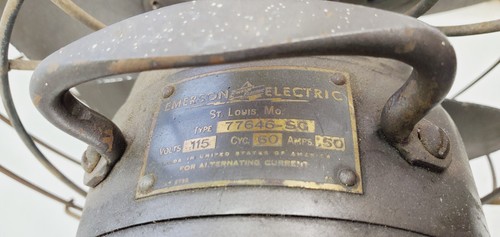 EMERSON ELECTRIC
ST. LOUIS, MO.
TYPE 77646-SG
VOLTS 115 CYC. 60 AMPS .50
IN UNITED STATES OF AMERICA
FOR ALTERNATING CURRENT